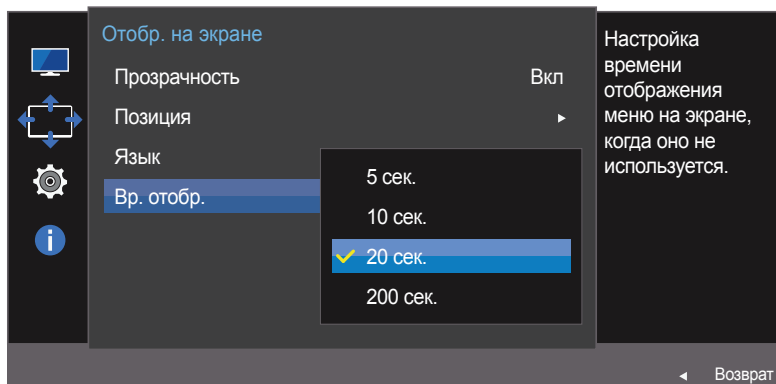 Отобр. на экране
Прозрачность Вкл
Позиция
Язык
Вр. отобр.
5 сек.
10 сек.
20 сек.
200 сек.
Настройка
времени
отображения
меню на экране,
когда оно не
используется.
Возврат